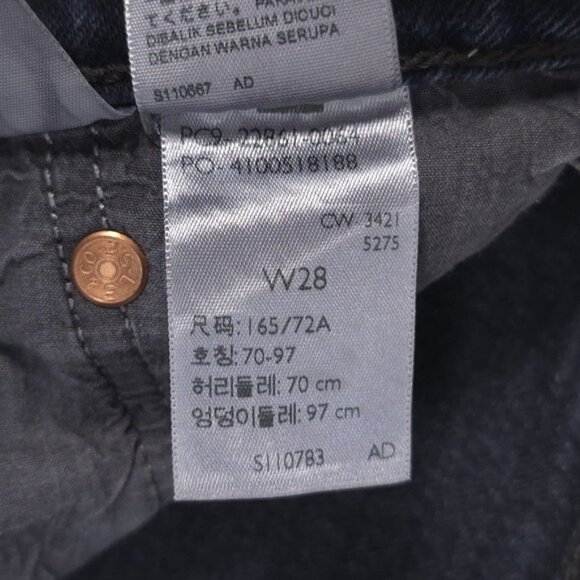 てください。
DIBALIK SEBELUM DICUCI
DENGAN WARNA SERUPA
S110667 AD
PC9- 22861-0064
PO- 4100518188
CW 3421
5275
W28
尺码: 165/72A
호칭: 70-97
허리둘레: 70 cm
엉덩이둘레: 97 cm
S110783 AD